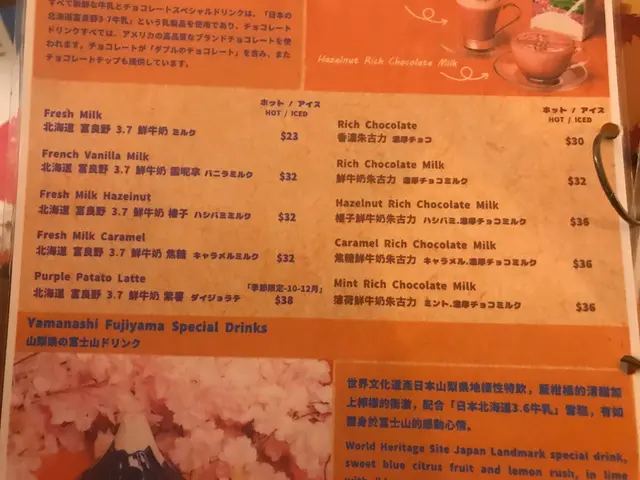 すべて新鮮な牛乳とチョコレートスペシャルドリンクは、「日本の
北海道富良野3.7牛乳」という乳製品を使用であり、チョコレート
ドリンクすべては、アメリカの高品質なブランドチョコレートを使
われます。チョコレートが「ダブルのチョコレート」を含み、また
チョコレートチップも提供しています。
Hazelnut Rich Chocolate Milk
ホット / アイス
HOT / ICED
Fresh Milk
北海道 富良野 3.7 鮮牛奶 ミルク $23
French Vanilla Milk
北海道 富良野 3.7 鮮牛奶 雲呢拿 バニラミルク $32
Fresh Milk Hazelnut
北海道 富良野 3.7 鮮牛奶 榛子 ハシバミミルク $32
Fresh Milk Caramel
北海道 富良野 3.7 鮮牛奶 焦糖 キャラメルミルク $32
Purple Patato Latte 「季節限定-10-12月」
北海道 富良野 3.7 鮮牛奶 紫薯 ダイジョラテ $38
ホット / アイス
HOT / ICED
Rich Chocolate
香濃朱古力 濃厚チョコ $30
Rich Chocolate Milk
鮮牛奶朱古力 濃厚チョコミルク $32
Hazelnut Rich Chocolate Milk
榛子鮮牛奶朱古力 ハシバミ.濃厚チョコミルク $36
Caramel Rich Chocolate Milk
焦糖鮮牛奶朱古力 キャラメル.濃厚チョコミルク $36
Mint Rich Chocolate Milk
薄荷鮮牛奶朱古力 ミント.濃厚チョコミルク $36
Yamanashi Fujiyama Special Drinks
山梨県の富士山ドリンク
世界文化遺產日本山梨県地標性特飲，藍柑橘的清甜加
上檸檬的衝激，配合「日本北海道3.6牛乳」雪糕，有如
置身於富士山的感動心情。
World Heritage Site Japan Landmark special drink,
sweet blue citrus fruit and lemon rush, in lime